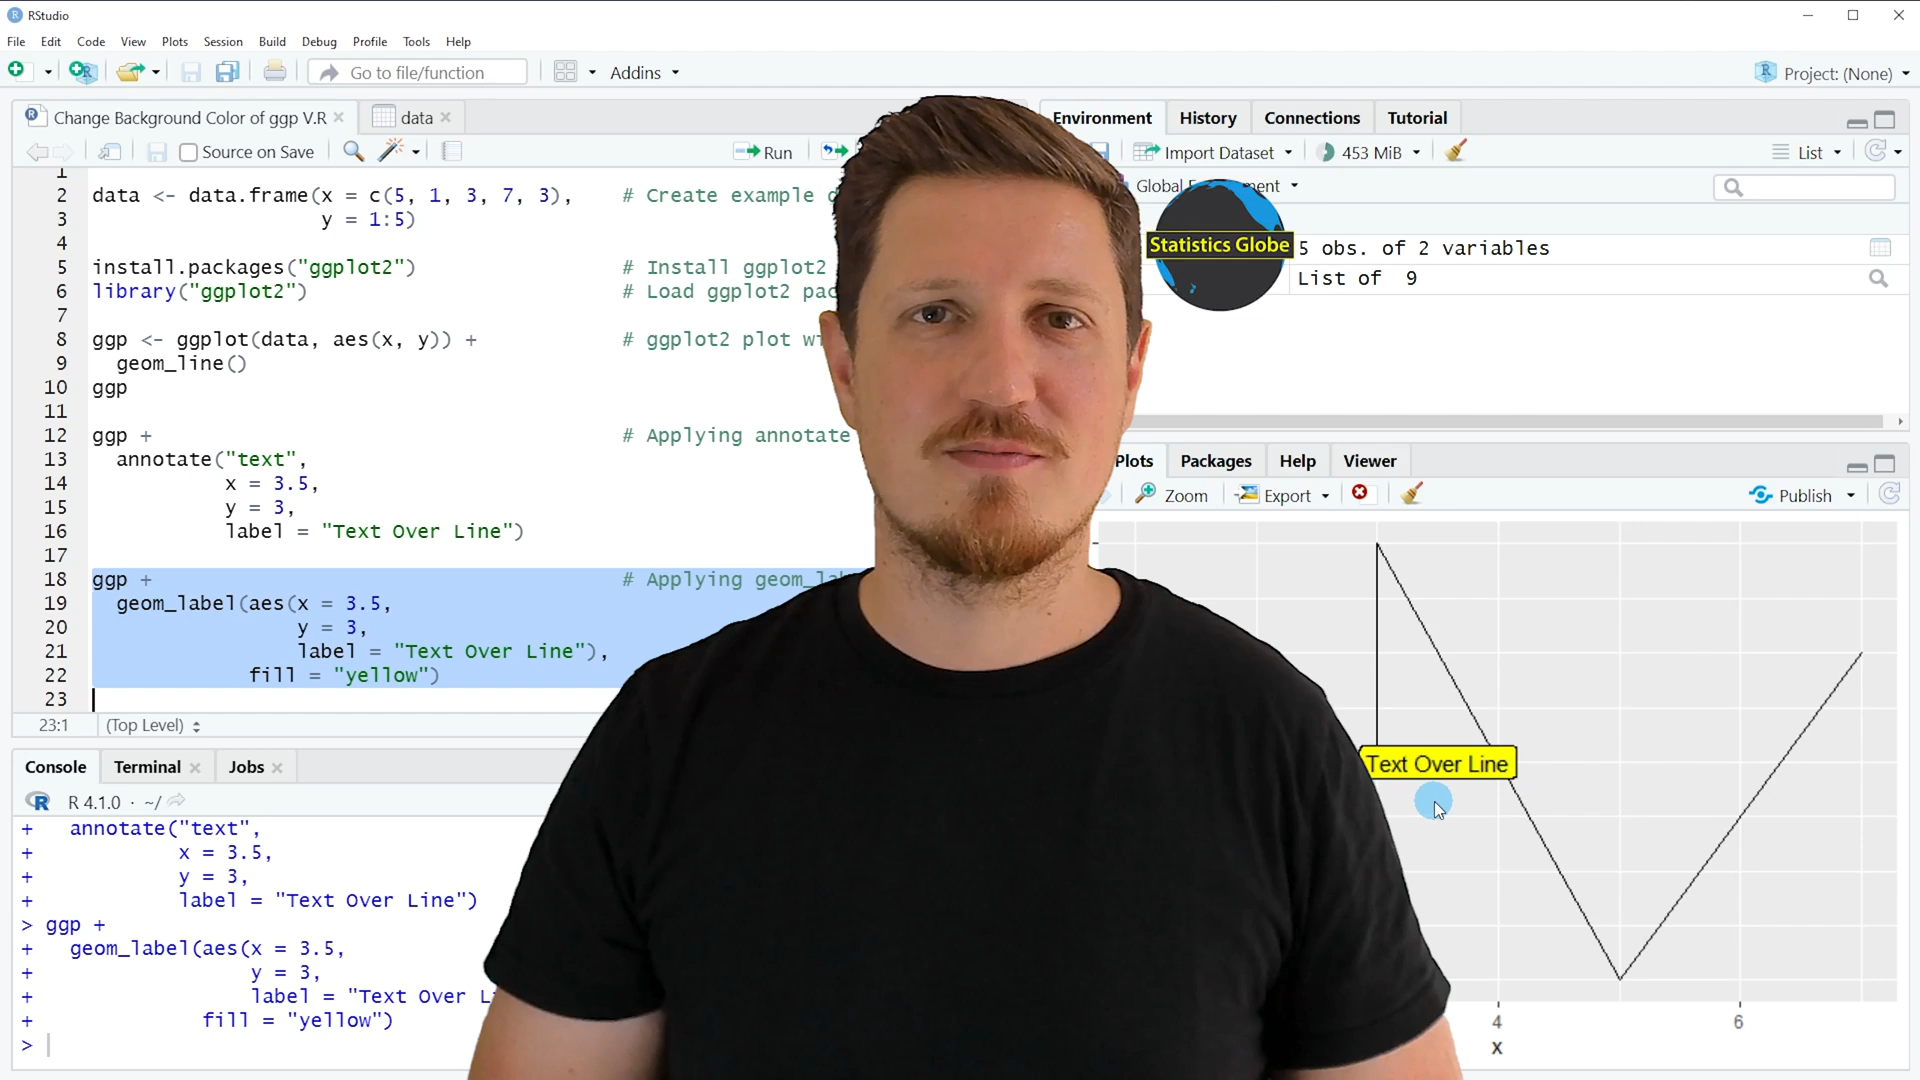 RStudio
File Edit Code View Plots Session Build Debug Profile Tools Help
Go to file/function
Addins
Project: (None)
Change Background Color of ggp V.R
data
Source on Save
Run
1
2 data <- data.frame(x = c(5, 1, 3, 7, 3), # Create example
3 y = 1:5)
4
5 install.packages("ggplot2") # Install ggplot2
6 library("ggplot2") # Load ggplot2
7
8 ggp <- ggplot(data, aes(x, y)) + # ggplot2 plot
9 geom_line()
10 ggp
11
12 ggp + # Applying annotate
13 annotate("text",
14 x = 3.5,
15 y = 3,
16 label = "Text Over Line")
17
18 ggp + # Applying
19 geom_label(aes(x = 3.5,
20 y = 3,
21 label = "Text Over Line"),
22 fill = "yellow")
23
23:1 (Top Level)
Console Terminal Jobs
R 4.1.0 · ~/
+ annotate("text",
+ x = 3.5,
+ y = 3,
+ label = "Text Over Line")
> ggp +
+ geom_label(aes(x = 3.5,
+ y = 3,
+ label = "Text Over
+ fill = "yellow")
>
Environment History Connections Tutorial
Import Dataset 453 MiB List
Global
Statistics Globe
5 obs. of 2 variables
List of 9
Plots Packages Help Viewer
Zoom Export Publish
Text Over Line
4 6
x